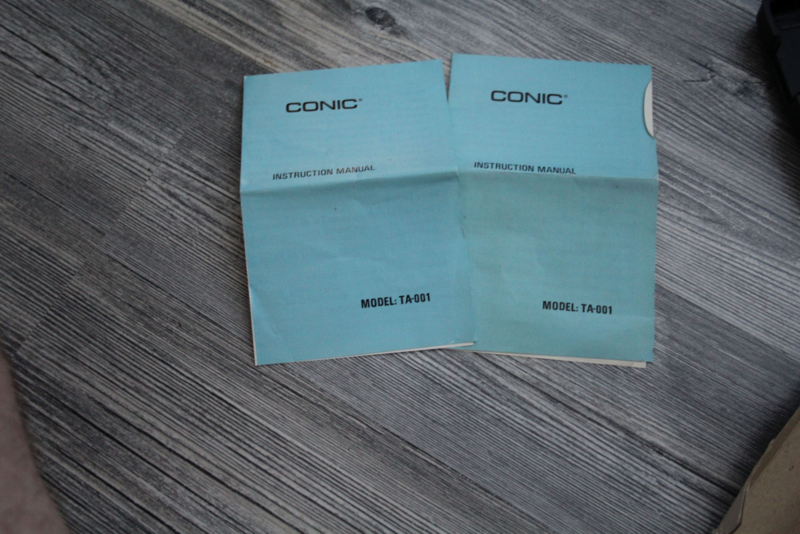 CONIC®
INSTRUCTION MANUAL
MODEL: TA-001
CONIC®
INSTRUCTION MANUAL
MODEL: TA-001